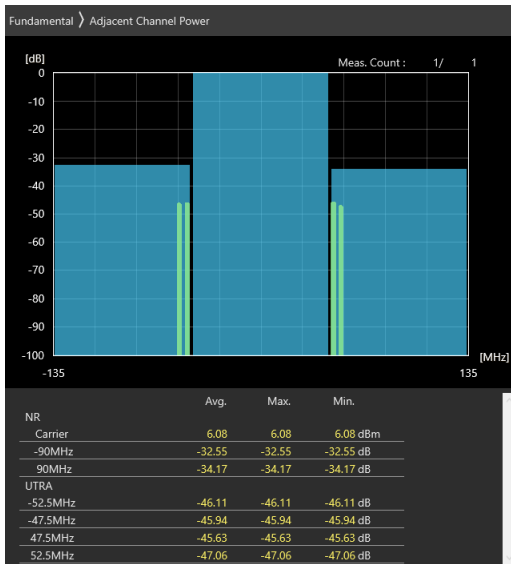 Fundamental 〉 Adjacent Channel Power
[dB]
Meas. Count : 1/ 1
0
-10
-20
-30
-40
-50
-60
-70
-80
-90
-100
[MHz]
-135 135
Avg. Max. Min.
NR
Carrier 6.08 6.08 6.08 dBm
-90MHz -32.55 -32.55 -32.55 dB
90MHz -34.17 -34.17 -34.17 dB
UTRA
-52.5MHz -46.11 -46.11 -46.11 dB
-47.5MHz -45.94 -45.94 -45.94 dB
47.5MHz -45.63 -45.63 -45.63 dB
52.5MHz -47.06 -47.06 -47.06 dB